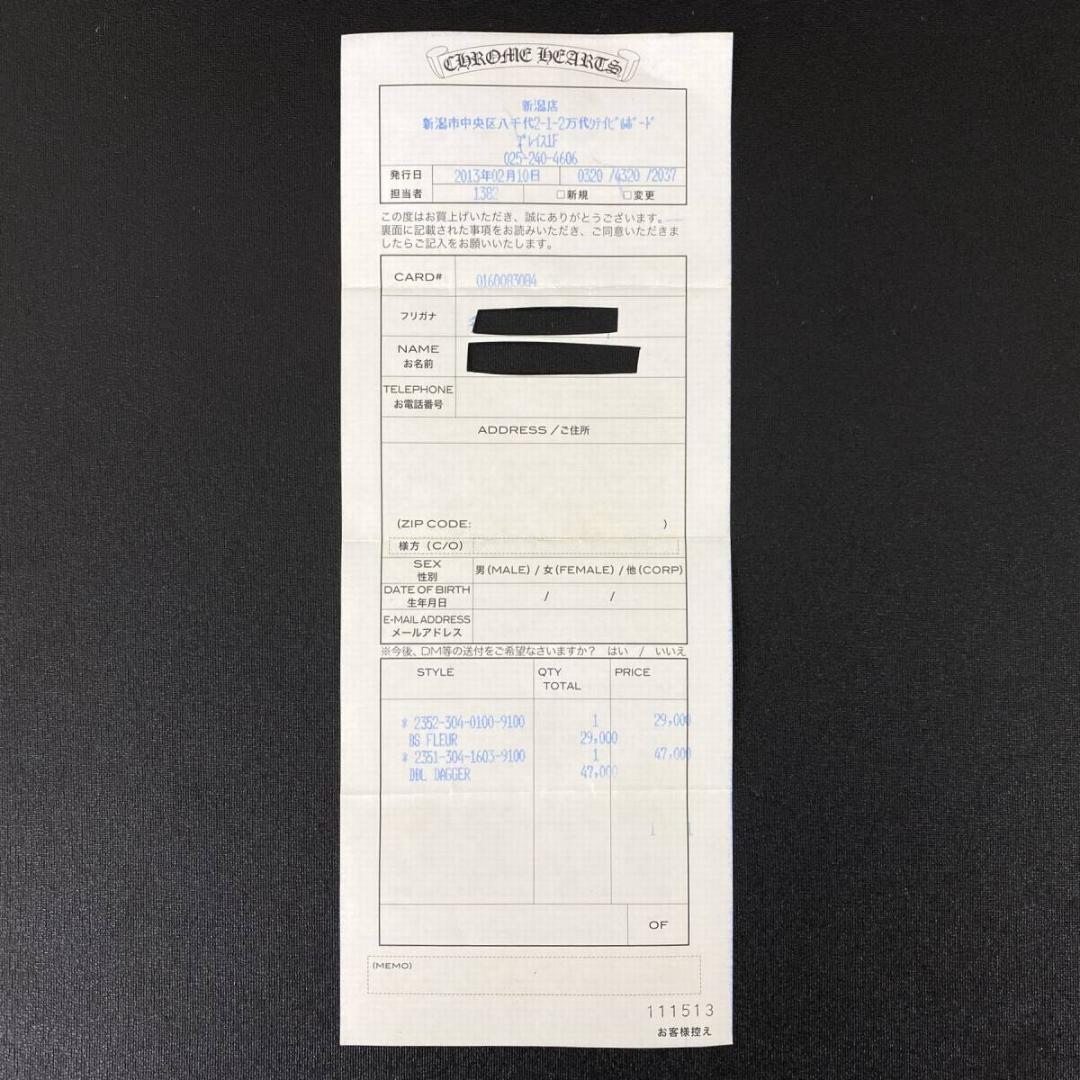 CHROME HEARTS
新潟店
新潟市中央区八千代2-1-2万代ｼﾃｲﾋﾞﾙﾎﾞｰﾄﾞ
ﾌﾟﾚｲｽ1F
025-240-4606
発行日 2013年02月10日 0320 /4320 /2037
担当者 1382 □新規 □変更
この度はお買上げいただき、誠にありがとうございます。
裏面に記載された事項をお読みいただき、ご同意いただきま
したらご記入をお願いいたします。
CARD# 0160083084
フリガナ
NAME
お名前
TELEPHONE
お電話番号
ADDRESS／ご住所
(ZIP CODE: )
様方（C/O）
SEX
性別
男(MALE) / 女(FEMALE) / 他(CORP)
DATE OF BIRTH
生年月日
/ /
E-MAIL ADDRESS
メールアドレス
※今後、DM等の送付をご希望なさいますか？ はい / いいえ
STYLE QTY PRICE
TOTAL
* 2352-304-0100-9100 1 29,000
BS FLEUR 29,000
* 2351-304-1603-9100 1 47,000
DBL DAGGER 47,000
OF
(MEMO)
111513
お客様控え